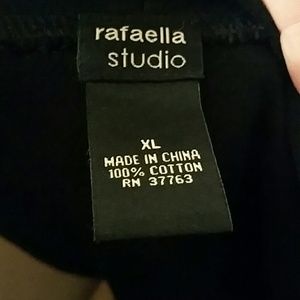 rafaella
studio
XL
MADE IN CHINA
100% COTTON
RN 37763